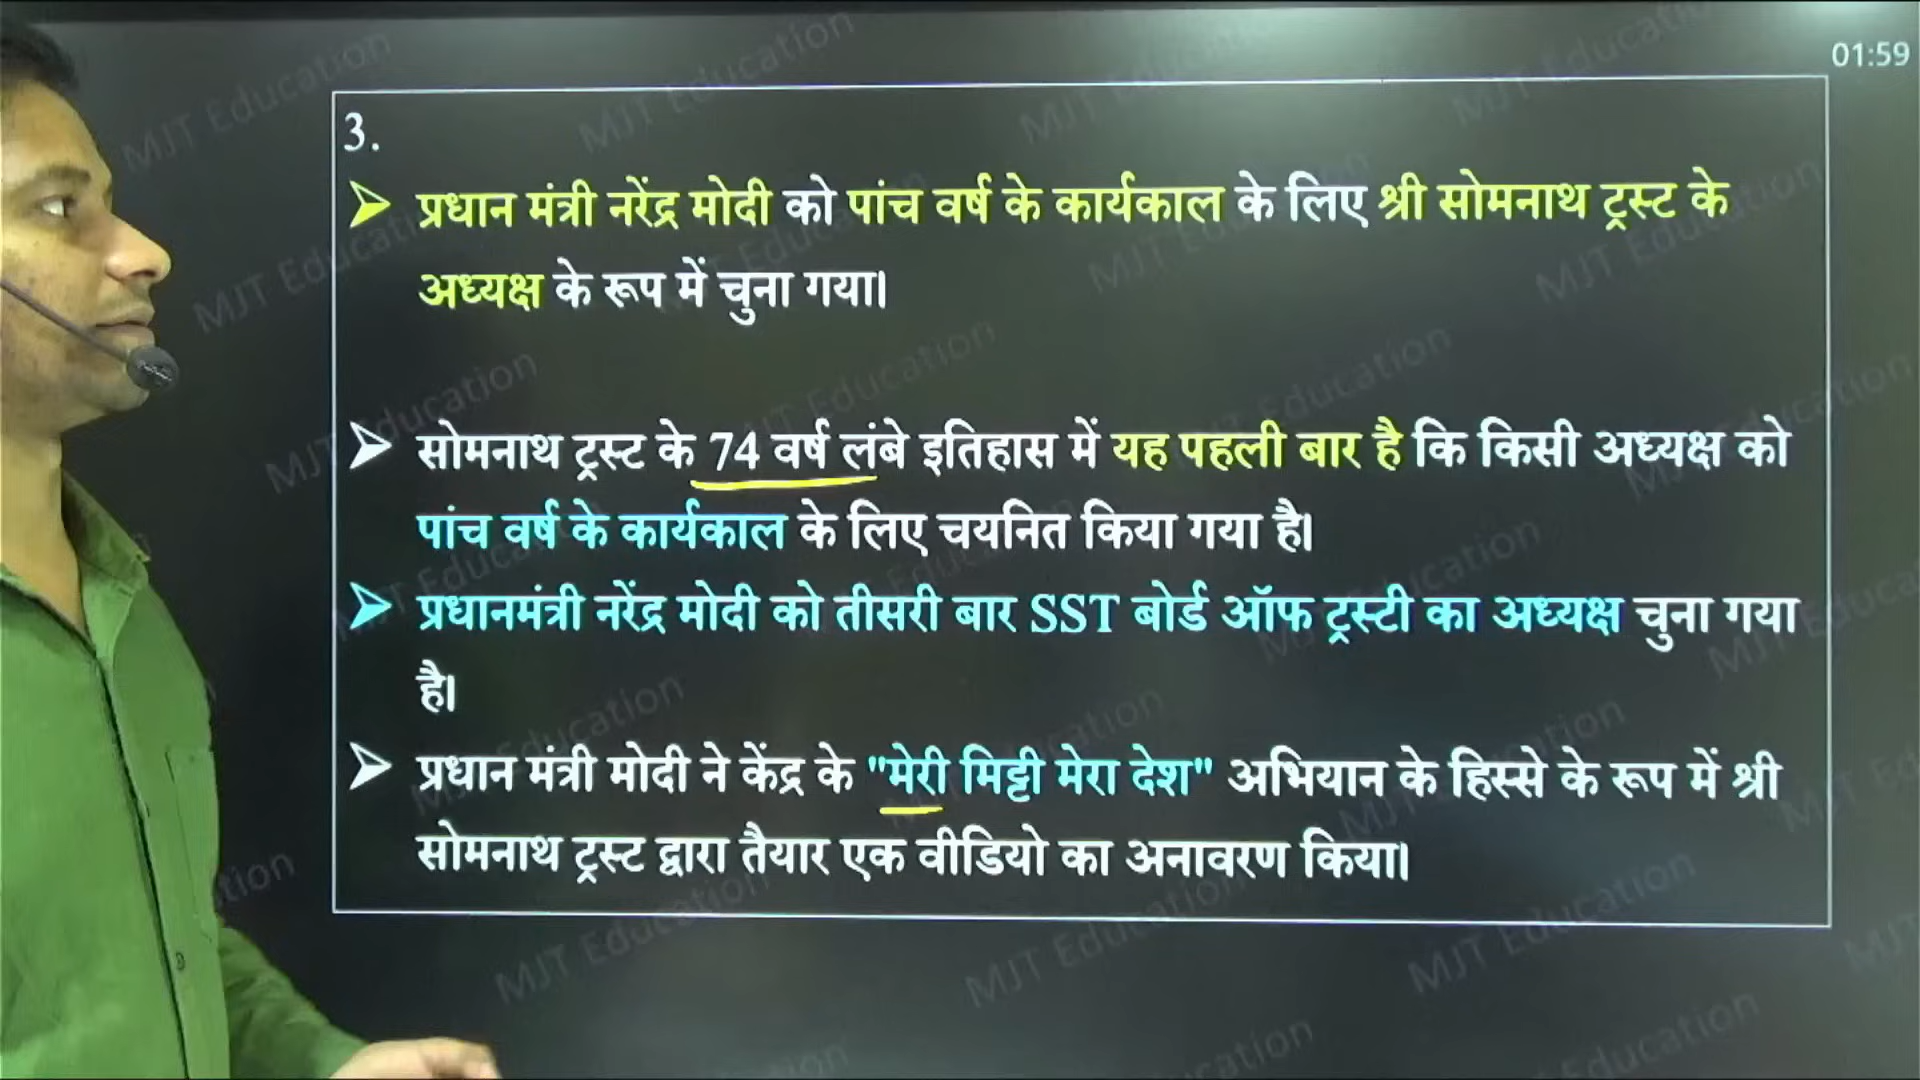 01:59
3.
प्रधान मंत्री नरेंद्र मोदी को पांच वर्ष के कार्यकाल के लिए श्री सोमनाथ ट्रस्ट के
अध्यक्ष के रूप में चुना गया।
सोमनाथ ट्रस्ट के 74 वर्ष लंबे इतिहास में यह पहली बार है कि किसी अध्यक्ष को
पांच वर्ष के कार्यकाल के लिए चयनित किया गया है।
प्रधानमंत्री नरेंद्र मोदी को तीसरी बार SST बोर्ड ऑफ ट्रस्टी का अध्यक्ष चुना गया
है।
प्रधान मंत्री मोदी ने केंद्र के "मेरी मिट्टी मेरा देश" अभियान के हिस्से के रूप में श्री
सोमनाथ ट्रस्ट द्वारा तैयार एक वीडियो का अनावरण किया।
MJT Education